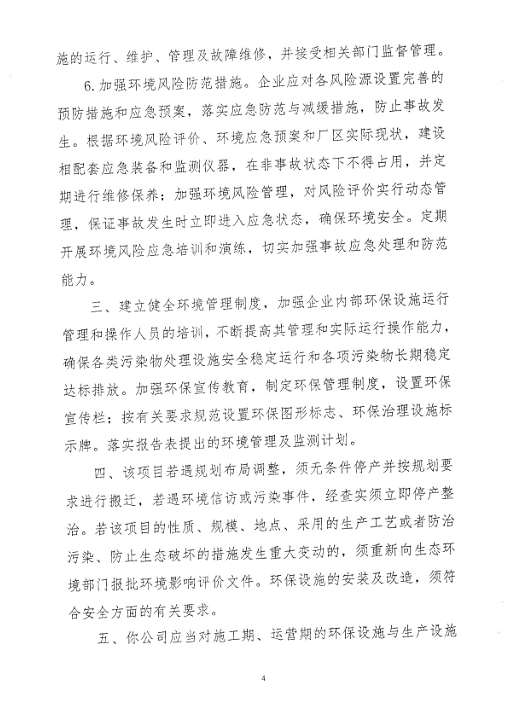 施的运行、维护、管理及故障维修，并接受相关部门监督管理。
6.加强环境风险防范措施。企业应对各风险源设置完善的
预防措施和应急预案，落实应急防范与减缓措施，防止事故发
生。根据环境风险评价、环境应急预案和厂区实际现状，建设
相配套应急装备和监测仪器，在非事故状态下不得占用，并定
期进行维修保养；加强环境风险管理，对风险评价实行动态管
理，保证事故发生时立即进入应急状态，确保环境安全。定期
开展环境风险应急培训和演练，切实加强事故应急处理和防范
能力。
三、建立健全环境管理制度，加强企业内部环保设施运行
管理和操作人员的培训，不断提高其管理和实际运行操作能力，
确保各类污染物处理设施安全稳定运行和各项污染物长期稳定
达标排放。加强环保宣传教育，制定环保管理制度，设置环保
宣传栏；按有关要求规范设置环保图形标志、环保治理设施标
示牌。落实报告表提出的环境管理及监测计划。
四、该项目若遇规划布局调整，须无条件停产并按规划要
求进行搬迁，若遇环境信访或污染事件，经查实须立即停产整
治。若该项目的性质、规模、地点、采用的生产工艺或者防治
污染、防止生态破坏的措施发生重大变动的，须重新向生态环
境部门报批环境影响评价文件。环保设施的安装及改造，须符
合安全方面的有关要求。
五、你公司应当对施工期、运营期的环保设施与生产设施
4